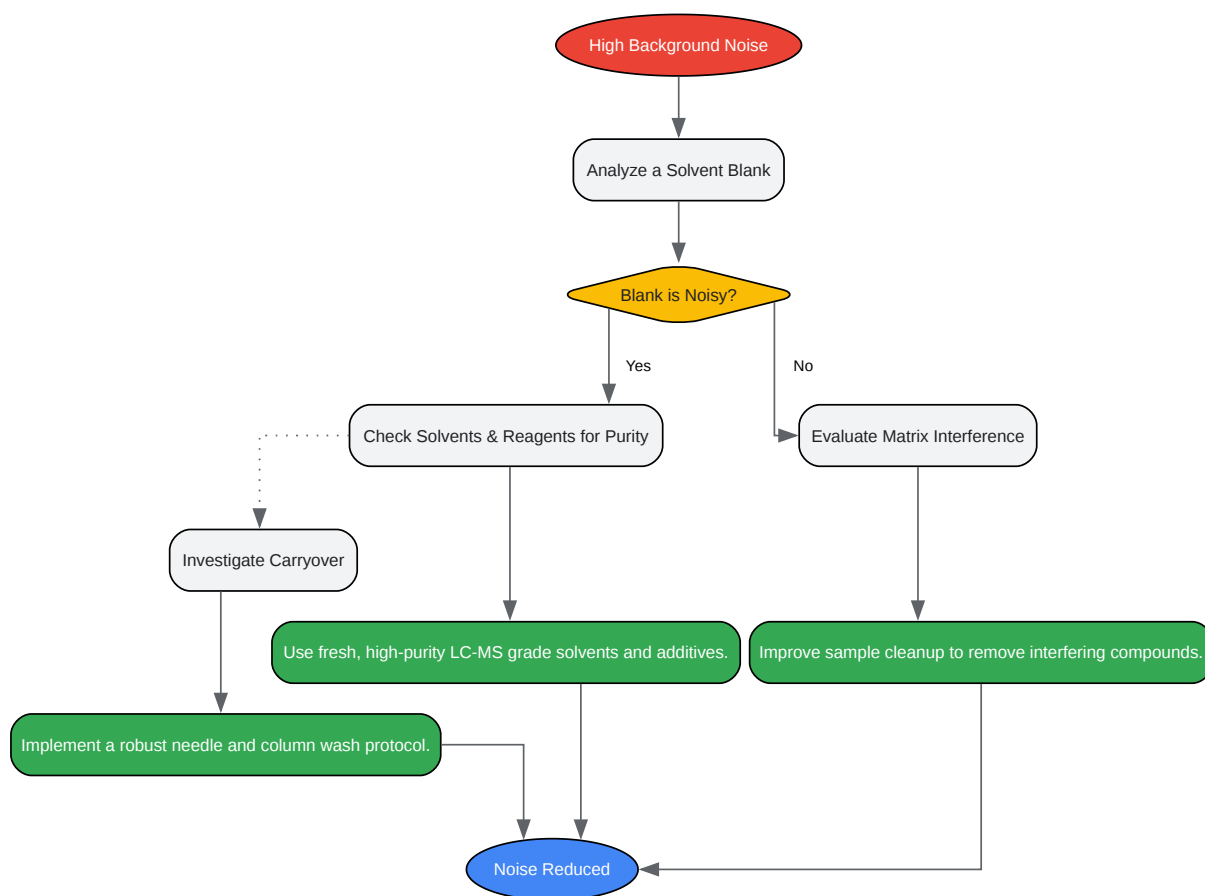 High Background Noise
Analyze a Solvent Blank
Blank is Noisy?
Yes
No
Check Solvents & Reagents for Purity
Evaluate Matrix Interference
Investigate Carryover
Use fresh, high-purity LC-MS grade solvents and additives.
Improve sample cleanup to remove interfering compounds.
Implement a robust needle and column wash protocol.
Noise Reduced